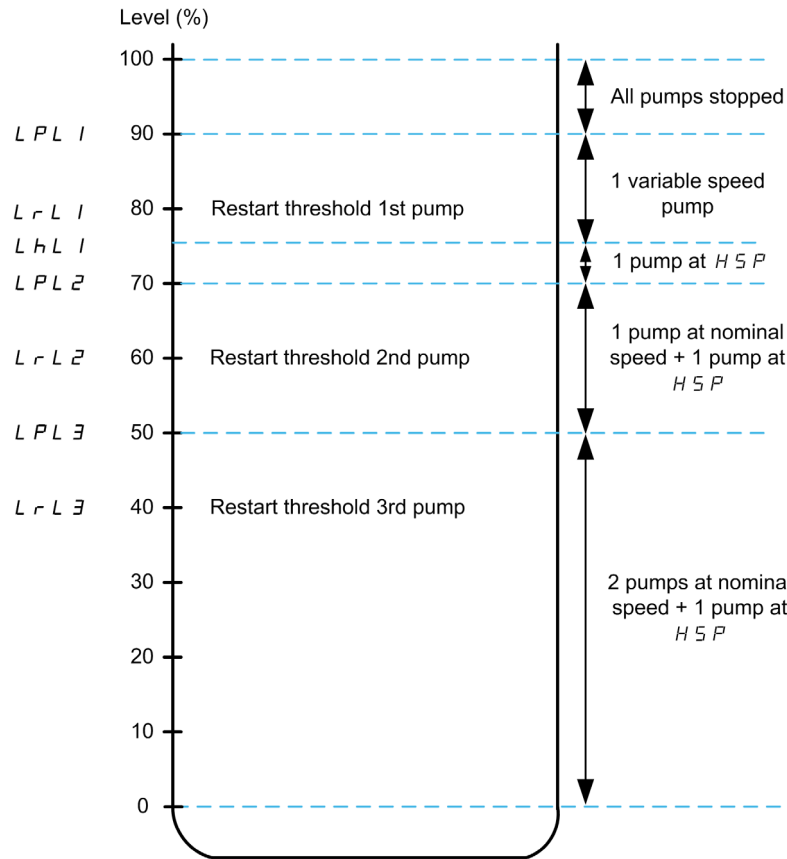 Level (%)
100
All pumps stopped
LPL1 90
1 variable speed
pump
LrL1 80 Restart threshold 1st pump
LhL1
1 pump at HSP
LPL2 70
1 pump at nominal
speed + 1 pump at
HSP
LrL2 60 Restart threshold 2nd pump
LPL3 50
LrL3 40 Restart threshold 3rd pump
30
2 pumps at nomina
speed + 1 pump at
HSP
20
10
0